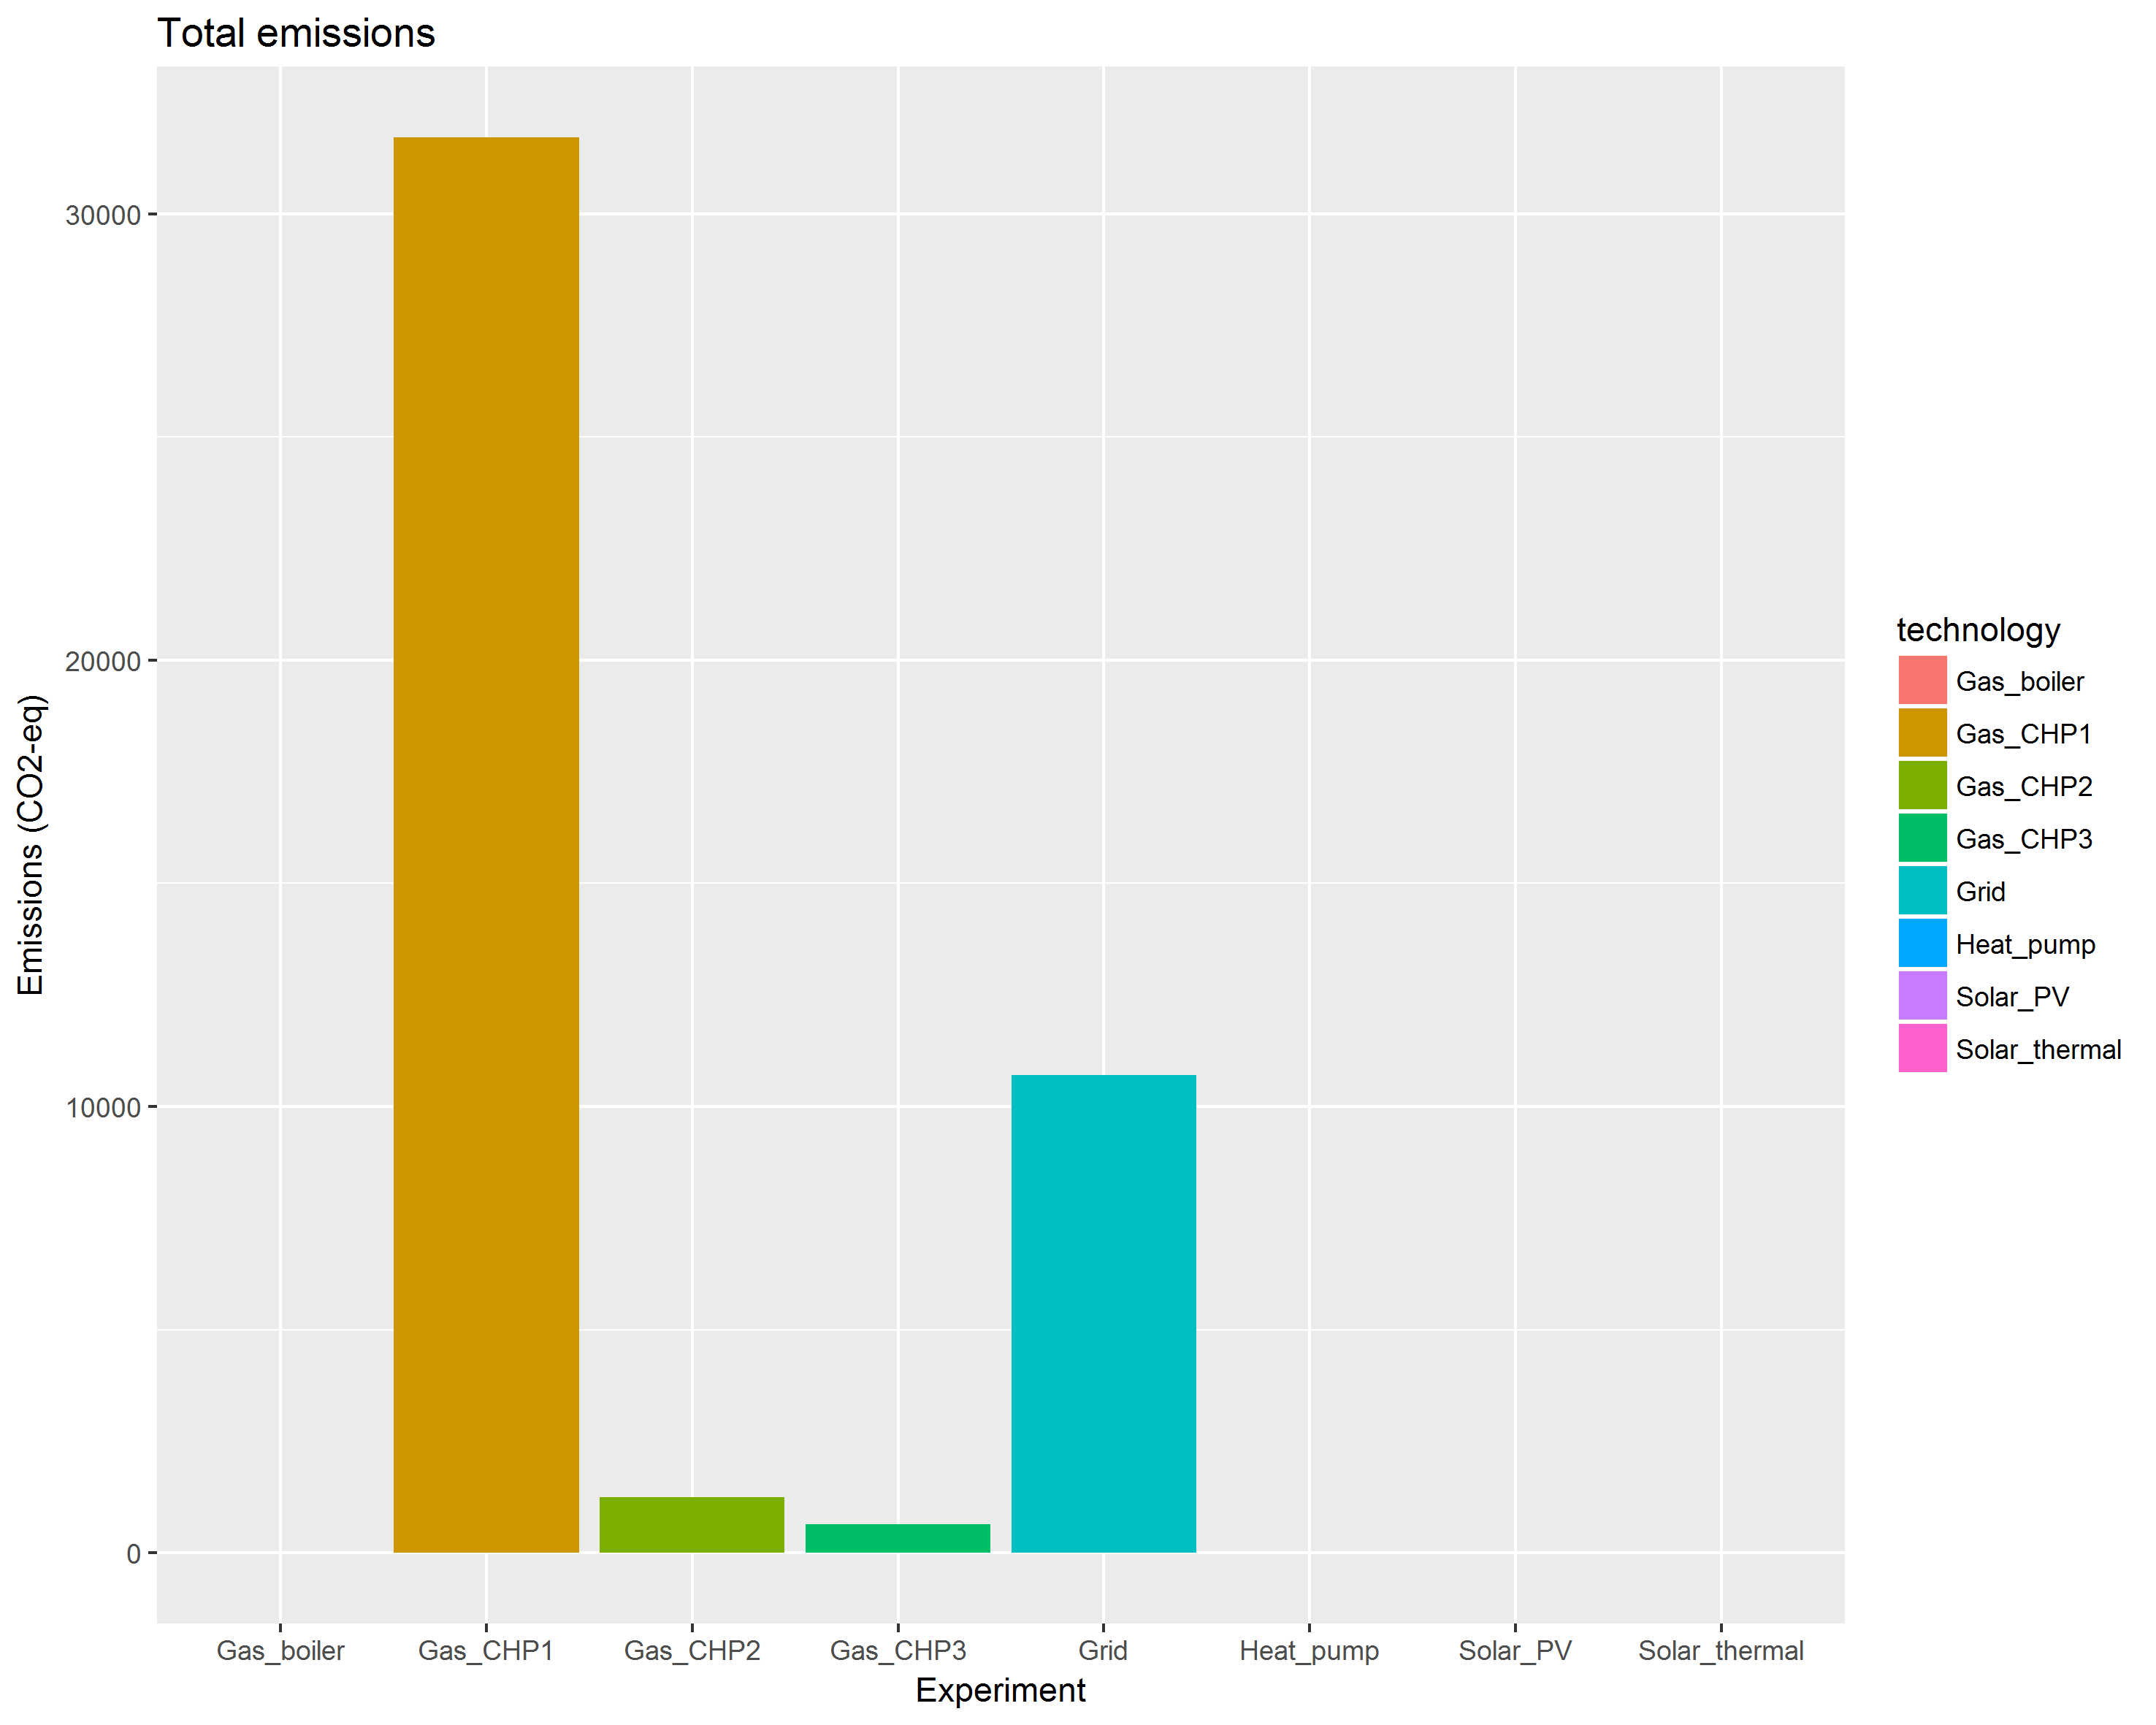 Total emissions
Emissions (CO2-eq)
30000
20000
10000
0
Gas_boiler Gas_CHP1 Gas_CHP2 Gas_CHP3 Grid Heat_pump Solar_PV Solar_thermal
Experiment
technology
Gas_boiler
Gas_CHP1
Gas_CHP2
Gas_CHP3
Grid
Heat_pump
Solar_PV
Solar_thermal